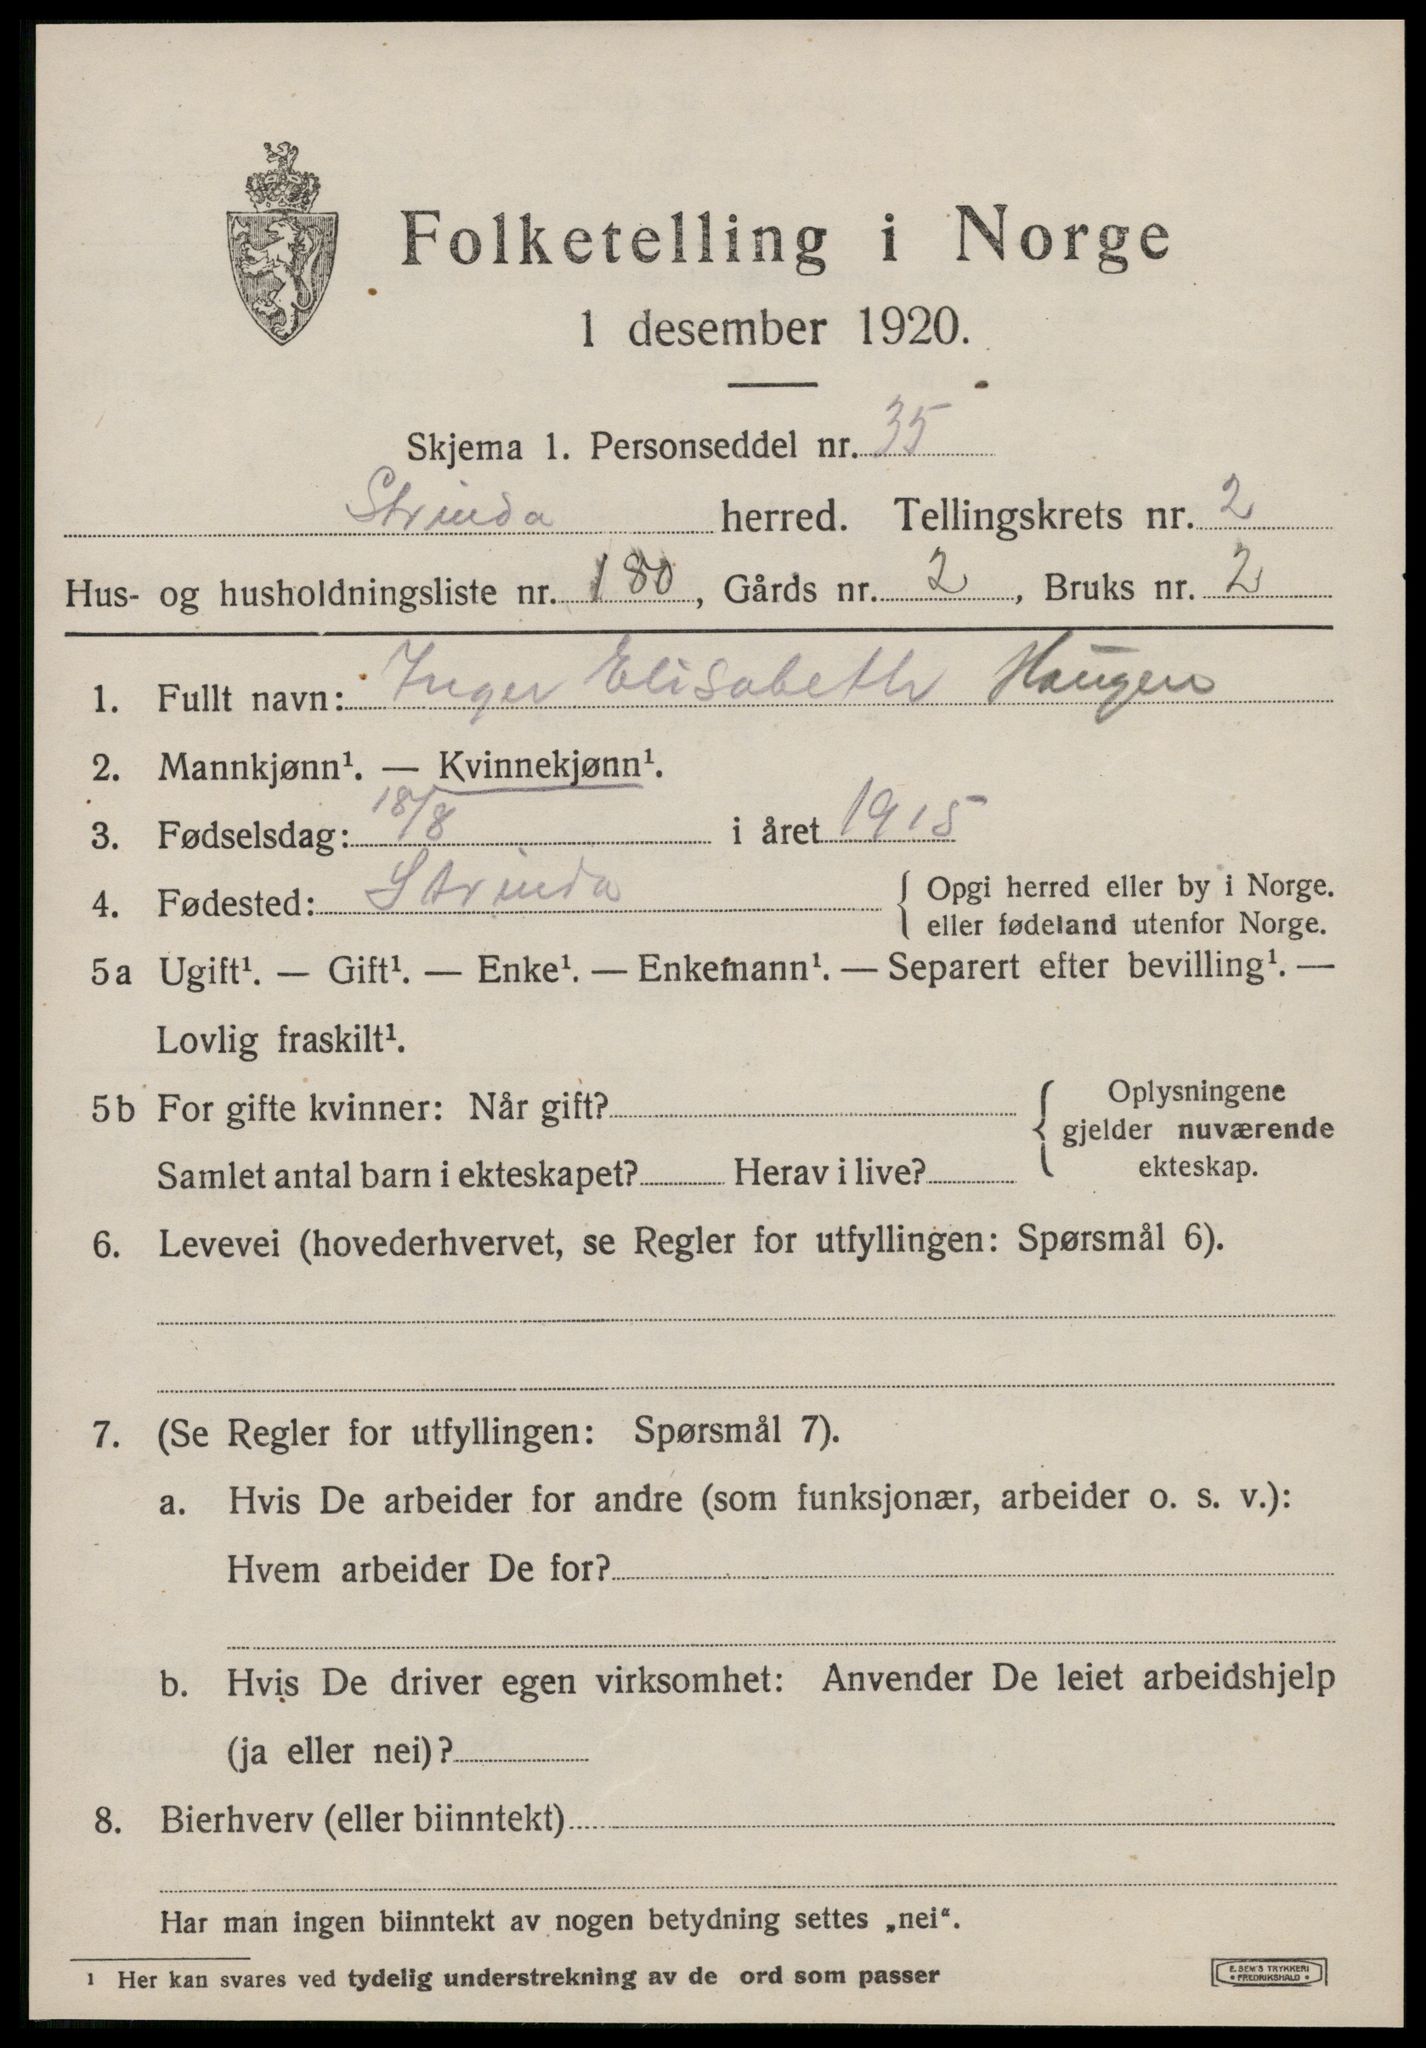 Folketelling i Norge
1 desember 1920.
Skjema 1. Personseddel nr. 35
Strinda herred. Tellingskrets nr. 2
Hus- og husholdningsliste nr. 180, Gårds nr. 2, Bruks nr. 2
1. Fullt navn: Inger Elisabeth Haugen
2. Mannkjønn¹. — Kvinnekjønn¹.
3. Fødselsdag: 18/8 i året 1915
4. Fødested: Strinda { Opgi herred eller by i Norge.
eller fødeland utenfor Norge.
5a Ugift¹. — Gift¹. — Enke¹. — Enkemann¹. — Separert efter bevilling¹. —
Lovlig fraskilt¹.
5b For gifte kvinner: Når gift? { Oplysningene
gjelder nuværende
ekteskap.
Samlet antal barn i ekteskapet? Herav i live?
6. Levevei (hovederhvervet, se Regler for utfyllingen: Spørsmål 6).
7. (Se Regler for utfyllingen: Spørsmål 7).
a. Hvis De arbeider for andre (som funksjonær, arbeider o. s. v.):
Hvem arbeider De for?
b. Hvis De driver egen virksomhet: Anvender De leiet arbeidshjelp
(ja eller nei)?
8. Bierhverv (eller biinntekt)
Har man ingen biinntekt av nogen betydning settes „nei“.
¹ Her kan svares ved tydelig understrekning av de ord som passer
E. SEM'S TRYKKERI
• FREDRIKSHALD •